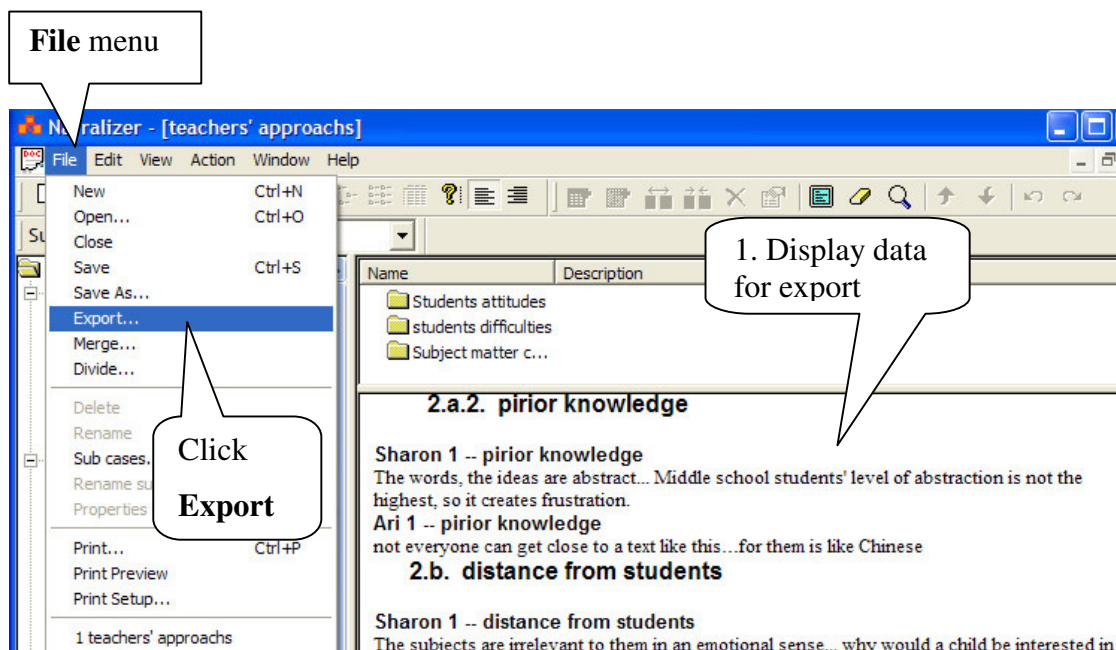 File menu
Narralizer - [teachers' approachs]
File Edit View Action Window Help
New Ctrl+N
Open... Ctrl+O
Close
Save Ctrl+S
Save As...
Export...
Merge...
Divide...
Delete
Rename
Sub cases.
Rename su
Properties
Print... Ctrl+P
Print Preview
Print Setup...
1 teachers' approachs
Click
Export
1. Display data
for export
Name Description
Students attitudes
students difficulties
Subject matter c...
2.a.2. pirior knowledge
Sharon 1 -- pirior knowledge
The words, the ideas are abstract... Middle school students' level of abstraction is not the
highest, so it creates frustration.
Ari 1 -- pirior knowledge
not everyone can get close to a text like this...for them is like Chinese
2.b. distance from students
Sharon 1 -- distance from students
The subjects are irrelevant to them in an emotional sense... why would a child be interested in